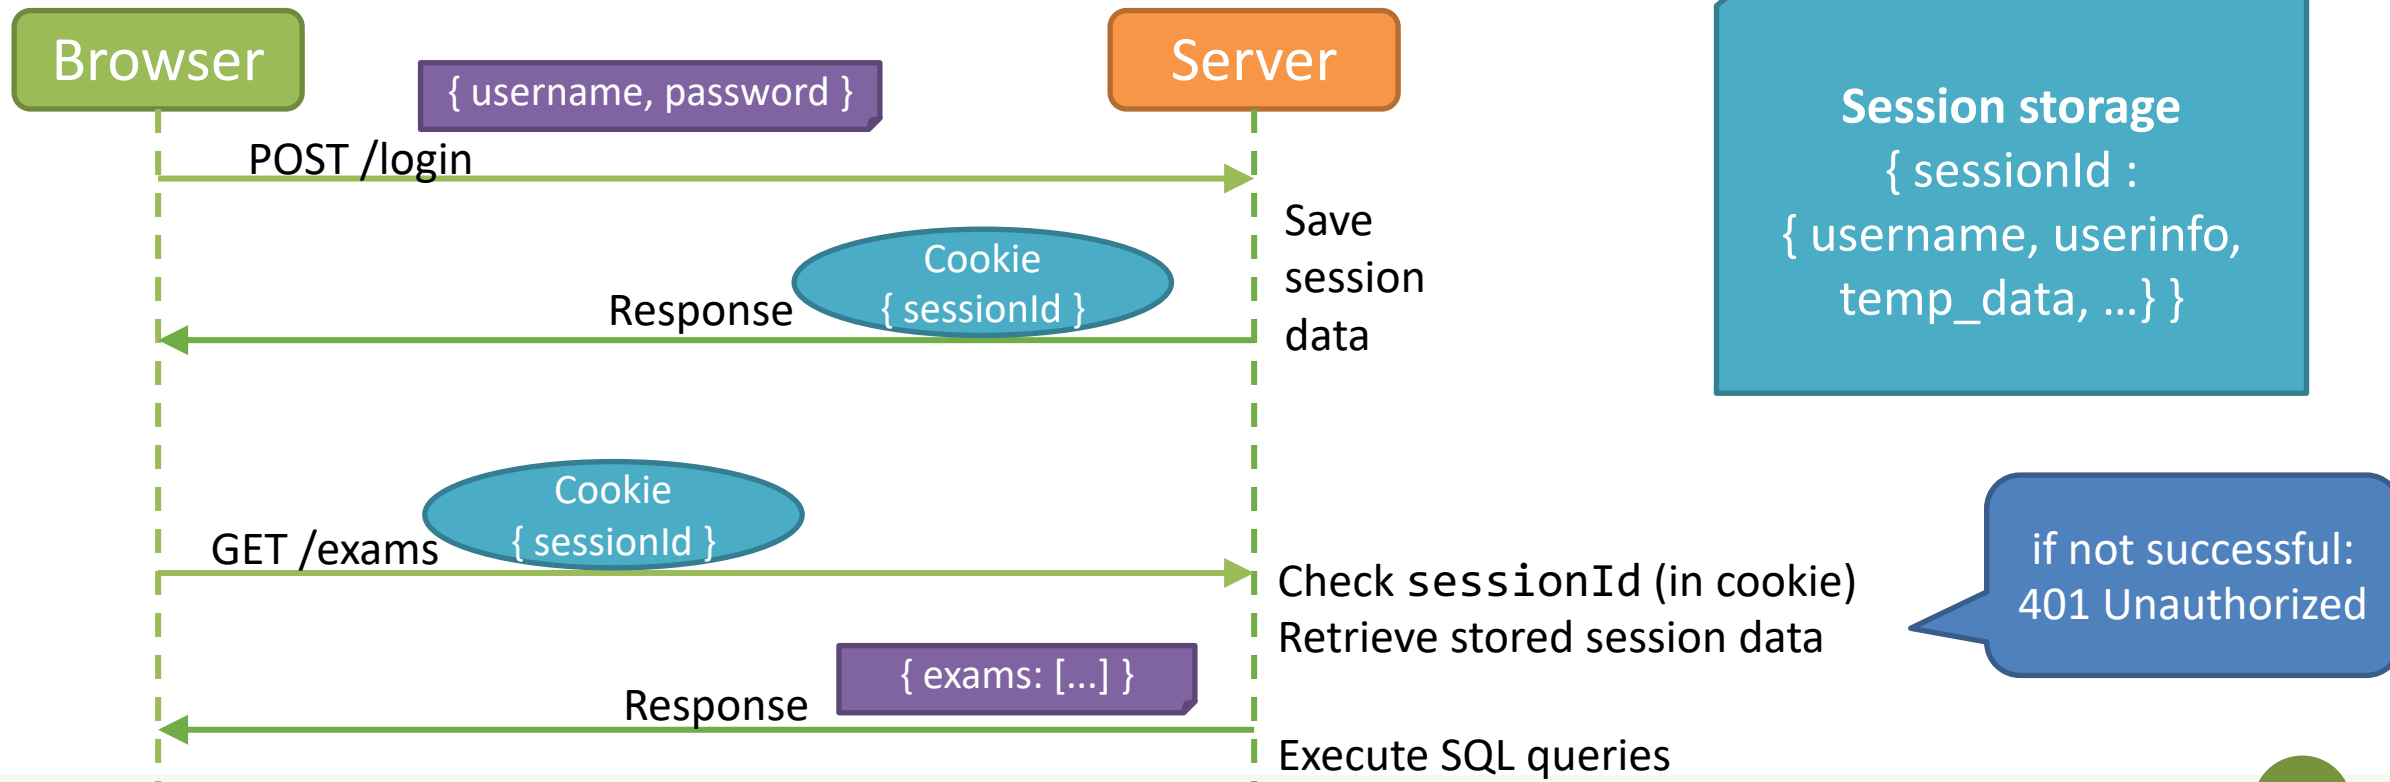 Browser
Server
{ username, password }
POST /login
Session storage
{ sessionId :
{ username, userinfo,
temp_data, …} }
Save
session
data
Cookie
{ sessionId }
Response
Cookie
{ sessionId }
GET /exams
if not successful:
401 Unauthorized
Check sessionId (in cookie)
Retrieve stored session data
{ exams: [...] }
Response
Execute SQL queries